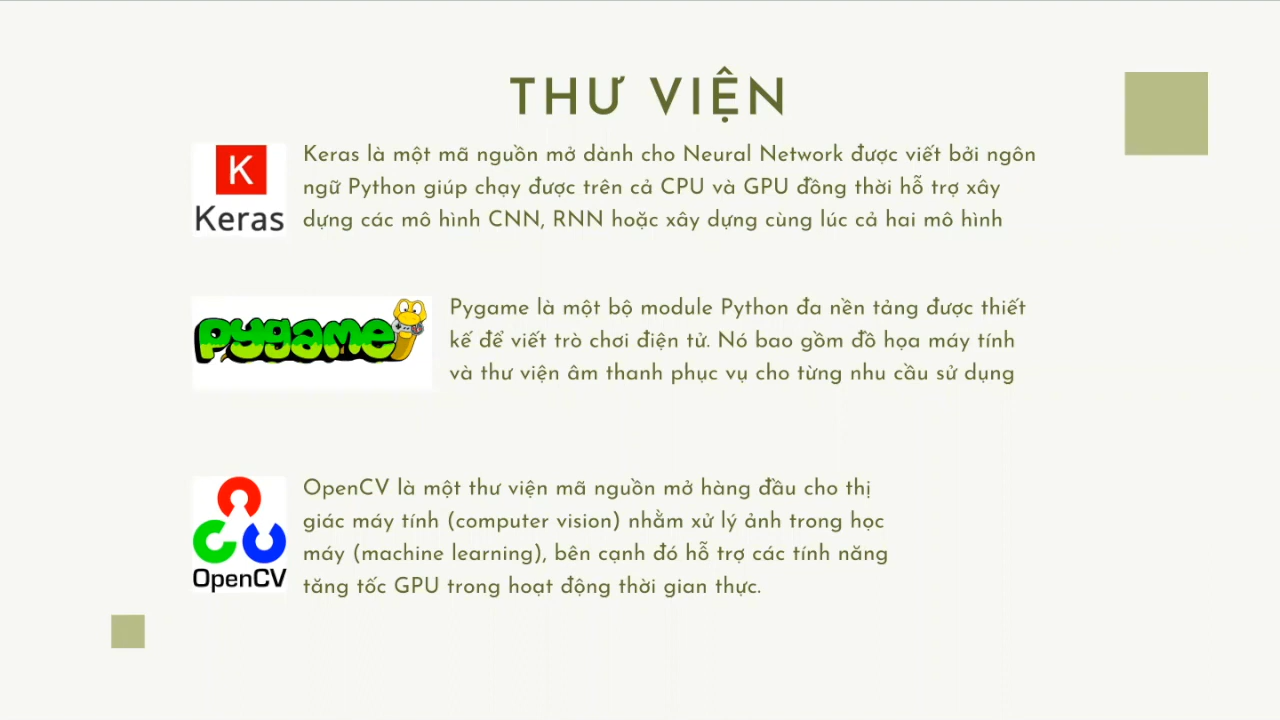 THƯ VIỆN
K
Keras
Keras là một mã nguồn mở dành cho Neural Network được viết bởi ngôn
ngữ Python giúp chạy được trên cả CPU và GPU đồng thời hỗ trợ xây
dựng các mô hình CNN, RNN hoặc xây dựng cùng lúc cả hai mô hình
pygame
Pygame là một bộ module Python đa nền tảng được thiết
kế để viết trò chơi điện tử. Nó bao gồm đồ họa máy tính
và thư viện âm thanh phục vụ cho từng nhu cầu sử dụng
OpenCV
OpenCV là một thư viện mã nguồn mở hàng đầu cho thị
giác máy tính (computer vision) nhằm xử lý ảnh trong học
máy (machine learning), bên cạnh đó hỗ trợ các tính năng
tăng tốc GPU trong hoạt động thời gian thực.